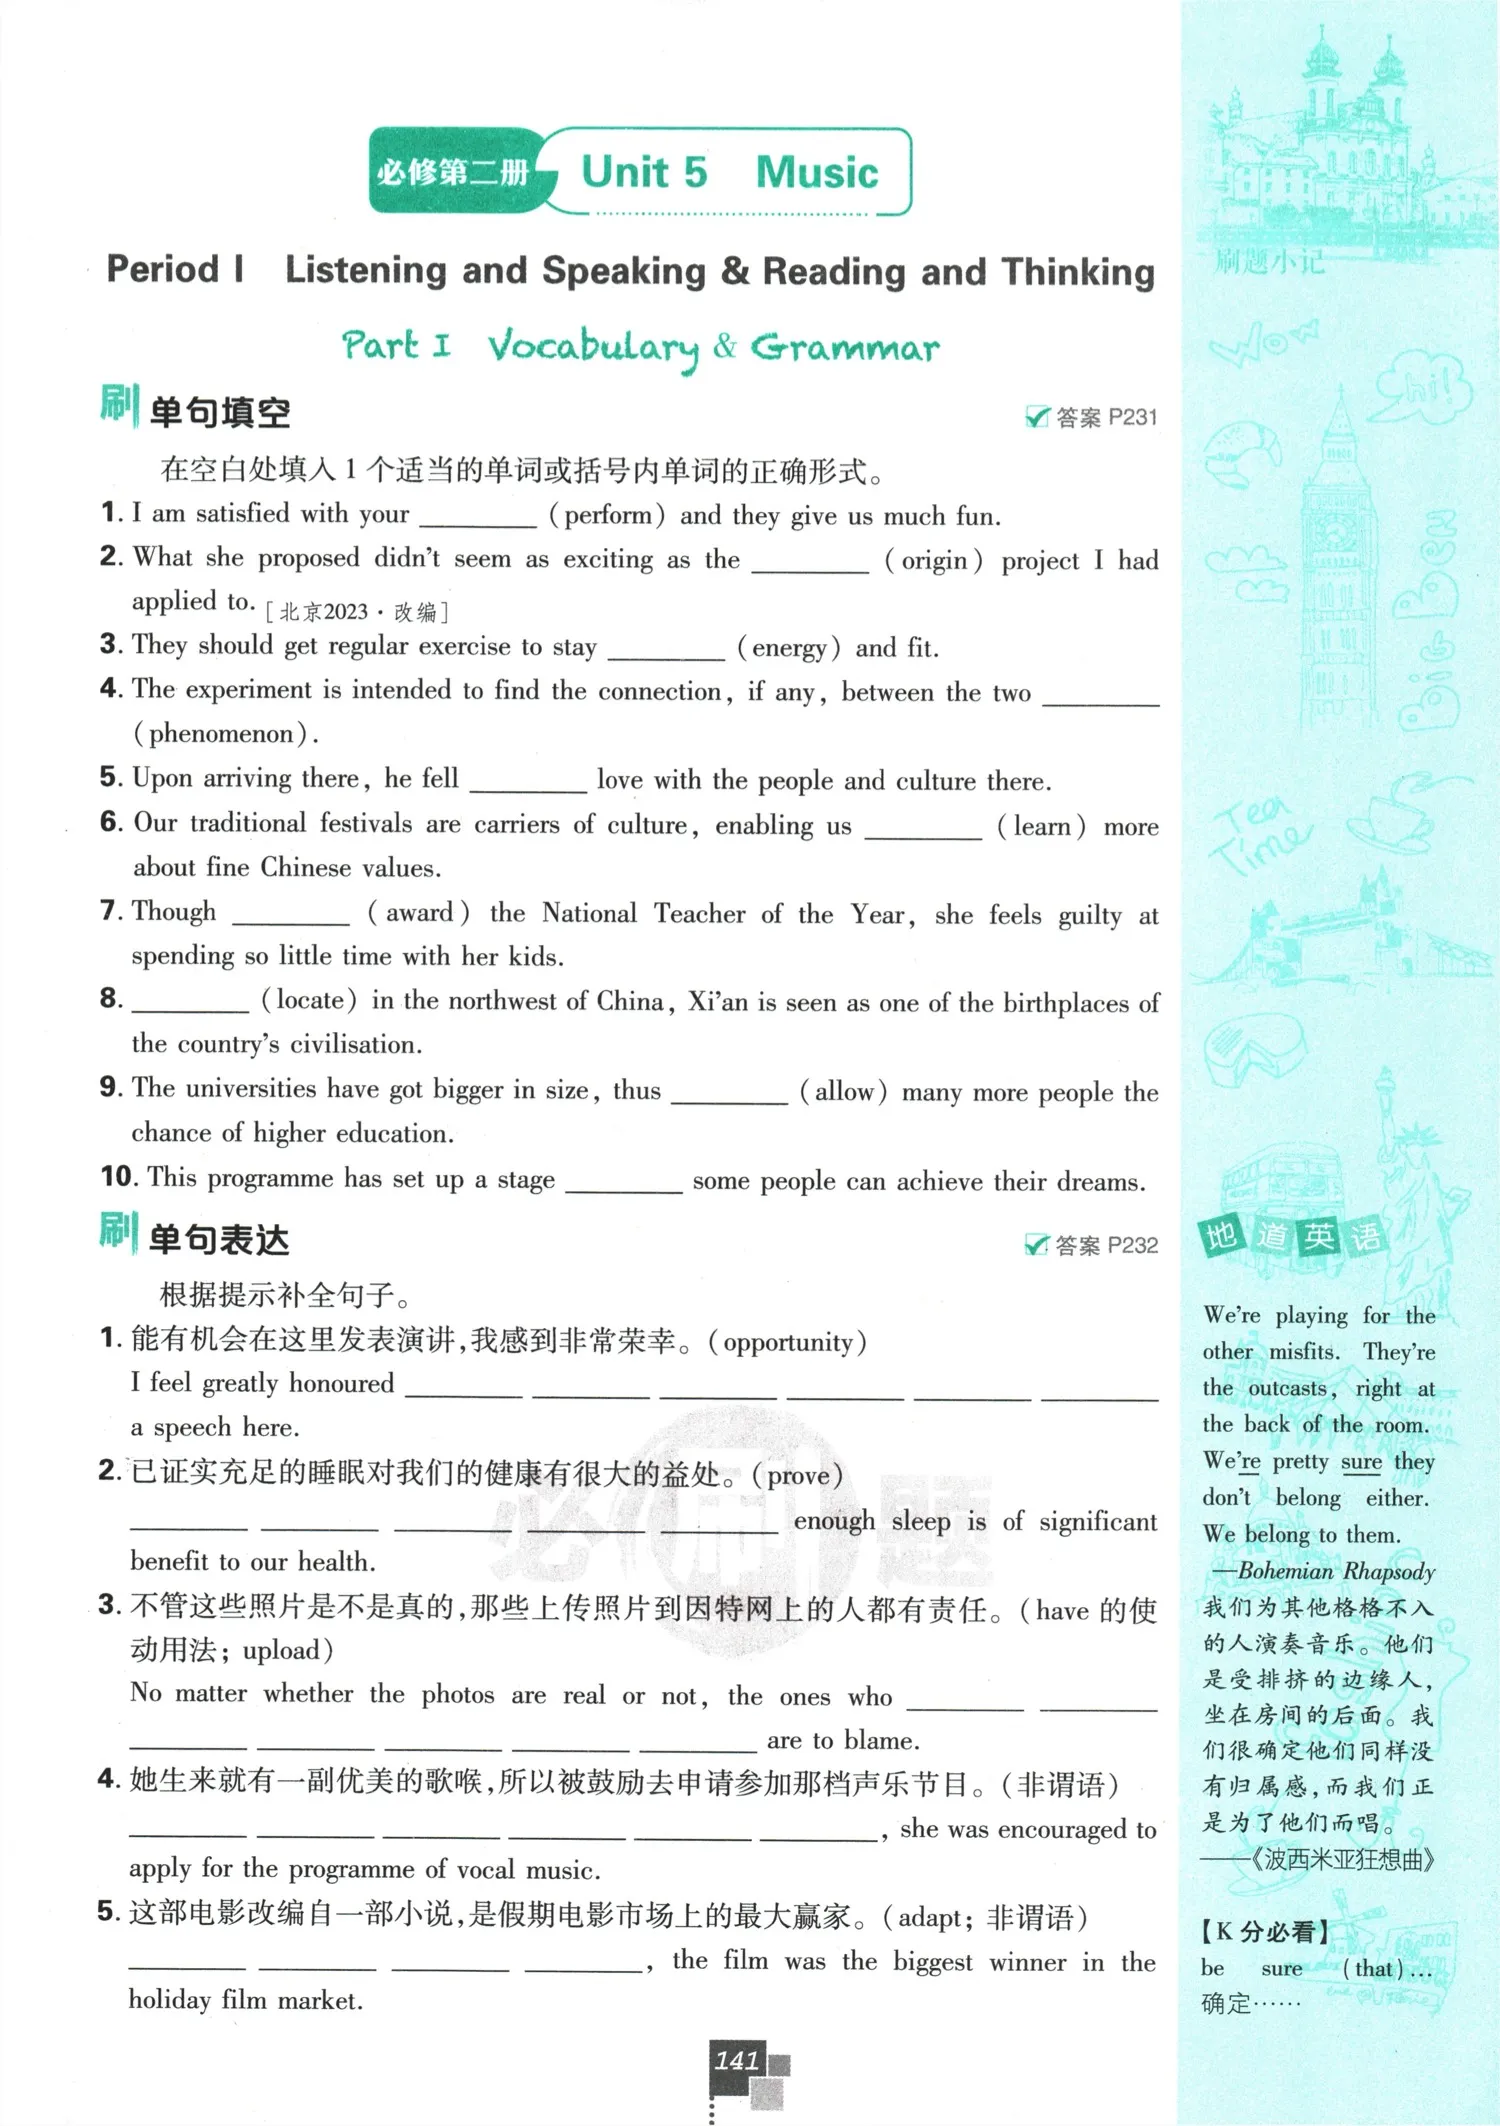 必修第二册 Unit 5 Music
Period I Listening and Speaking & Reading and Thinking
Part I Vocabulary & Grammar
刷 单句填空
答案 P231
在空白处填入1个适当的单词或括号内单词的正确形式。
1. I am satisfied with your ________ (perform) and they give us much fun.
2. What she proposed didn't seem as exciting as the ________ (origin) project I had
applied to. [北京2023·改编]
3. They should get regular exercise to stay ________ (energy) and fit.
4. The experiment is intended to find the connection, if any, between the two ________
(phenomenon).
5. Upon arriving there, he fell ________ love with the people and culture there.
6. Our traditional festivals are carriers of culture, enabling us ________ (learn) more
about fine Chinese values.
7. Though ________ (award) the National Teacher of the Year, she feels guilty at
spending so little time with her kids.
8. ________ (locate) in the northwest of China, Xi'an is seen as one of the birthplaces of
the country's civilisation.
9. The universities have got bigger in size, thus ________ (allow) many more people the
chance of higher education.
10. This programme has set up a stage ________ some people can achieve their dreams.
刷 单句表达
答案 P232
根据提示补全句子。
1. 能有机会在这里发表演讲,我感到非常荣幸。(opportunity)
I feel greatly honoured ________ ________ ________ ________ ________ ________
a speech here.
2. 已证实充足的睡眠对我们的健康有很大的益处。(prove)
________ ________ ________ ________ ________ enough sleep is of significant
benefit to our health.
3. 不管这些照片是不是真的,那些上传照片到因特网上的人都有责任。(have 的使
动用法; upload)
No matter whether the photos are real or not, the ones who ________ ________
________ ________ ________ ________ ________ are to blame.
4. 她生来就有一副优美的歌喉,所以被鼓励去申请参加那档声乐节目。(非谓语)
________ ________ ________ ________ ________ ________, she was encouraged to
apply for the programme of vocal music.
5. 这部电影改编自一部小说,是假期电影市场上的最大赢家。(adapt; 非谓语)
________ ________ ________ ________, the film was the biggest winner in the
holiday film market.
141
必刷题
刷题小记
Wow
hi!
Big Ben
Tea
Time
地道英语
We're playing for the
other misfits. They're
the outcasts, right at
the back of the room.
We're pretty sure they
don't belong either.
We belong to them.
—Bohemian Rhapsody
我们为其他格格不入
的人演奏音乐。他们
是受排挤的边缘人,
坐在房间的后面。我
们很确定他们同样没
有归属感,而我们正
是为了他们而唱。
——《波西米亚狂想曲》
【K 分必看】
be sure (that)...
确定……